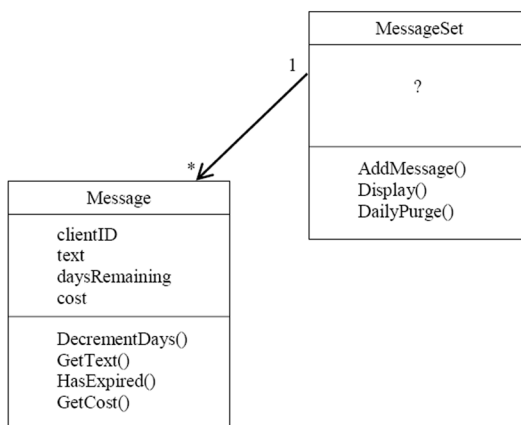 MessageSet
?
AddMessage()
Display()
DailyPurge()
1
*
Message
clientID
text
daysRemaining
cost
DecrementDays()
GetText()
HasExpired()
GetCost()